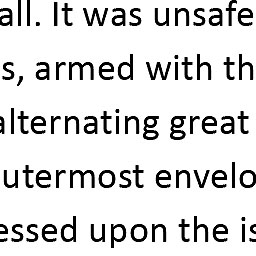 all. It was unsafe
s, armed with th
alternating great
utermost envelo
essed upon the is